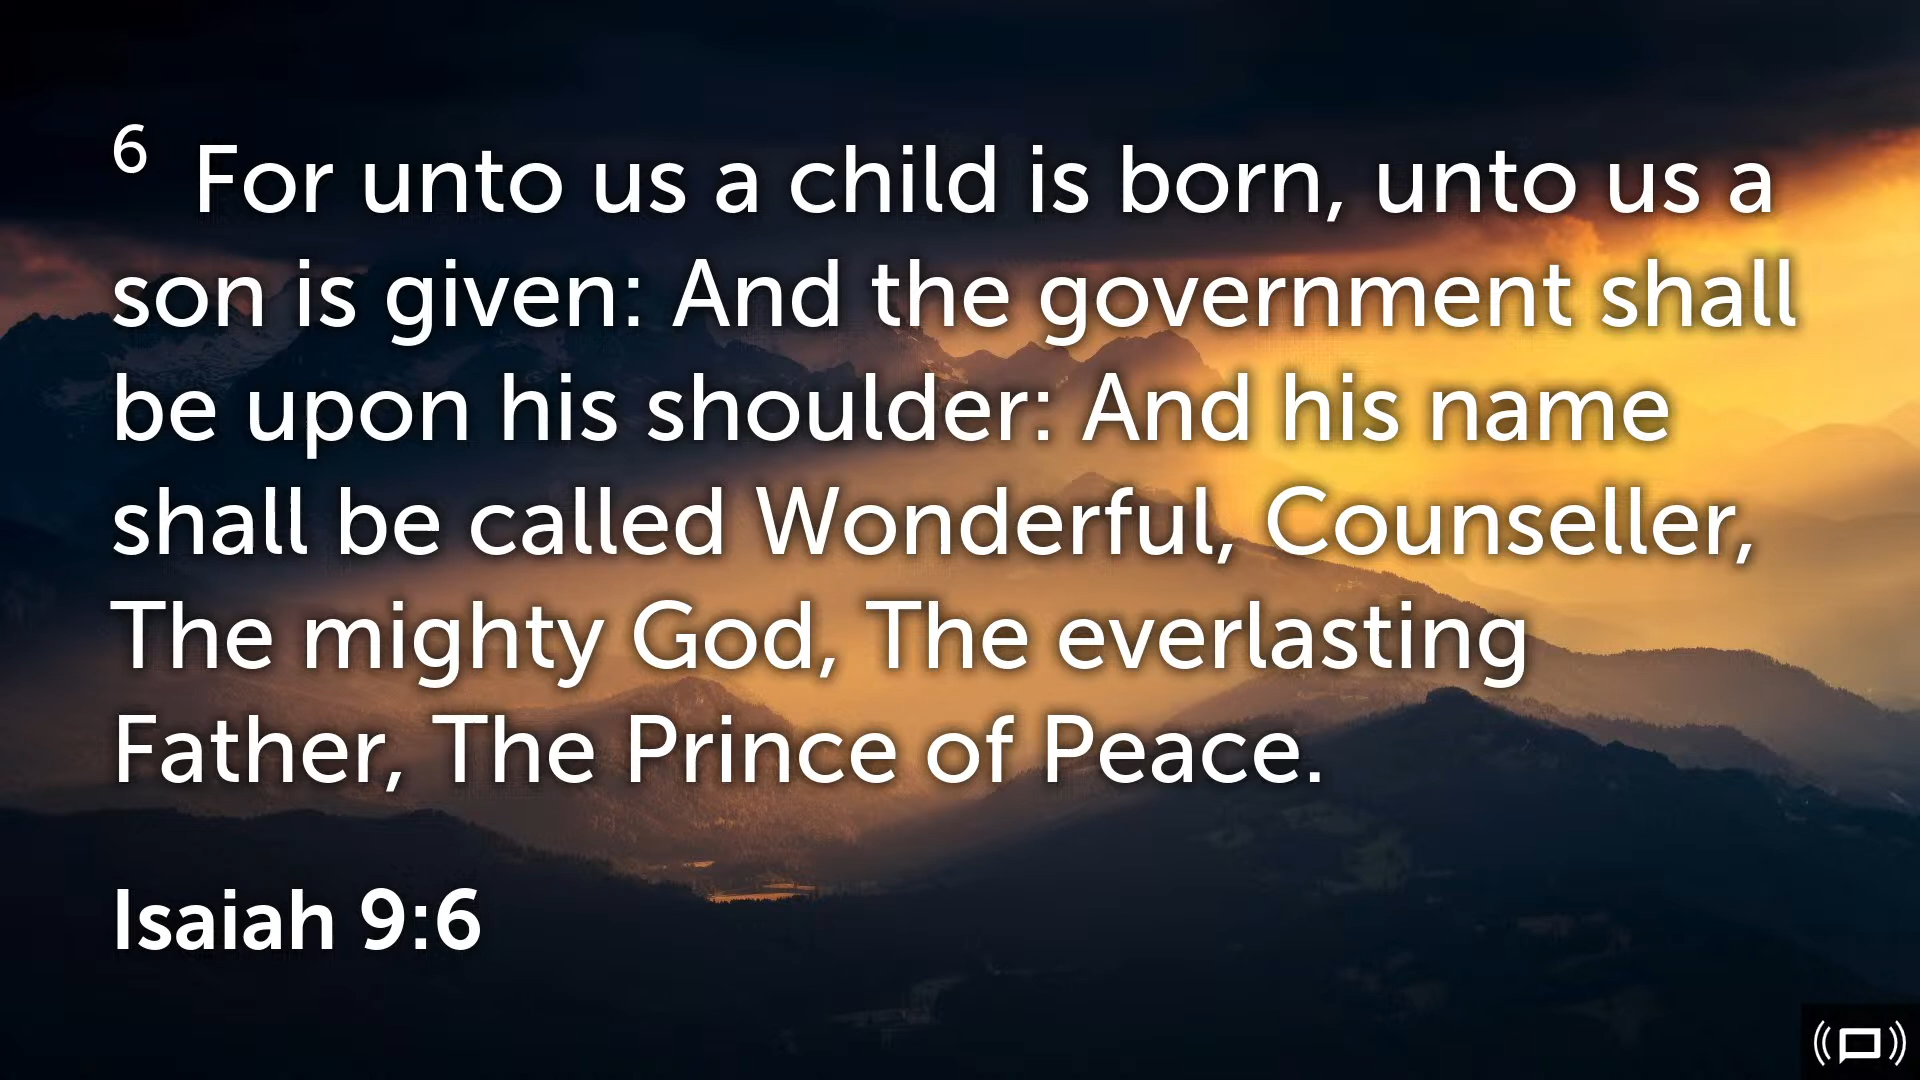 6 For unto us a child is born, unto us a
son is given: And the government shall
be upon his shoulder: And his name
shall be called Wonderful, Counseller,
The mighty God, The everlasting
Father, The Prince of Peace.
Isaiah 9:6